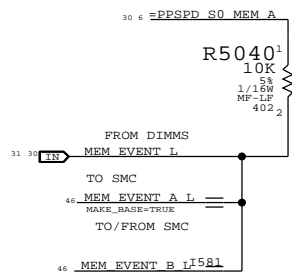 30 6 =PPSPD_S0_MEM_A
R5040 1
10K
5%
1/16W
MF-LF
402 2
FROM DIMMS
31 30 IN MEM_EVENT_L
TO SMC
46 MEM_EVENT_A_L
MAKE_BASE=TRUE
TO/FROM SMC
46 MEM_EVENT_B_L I581